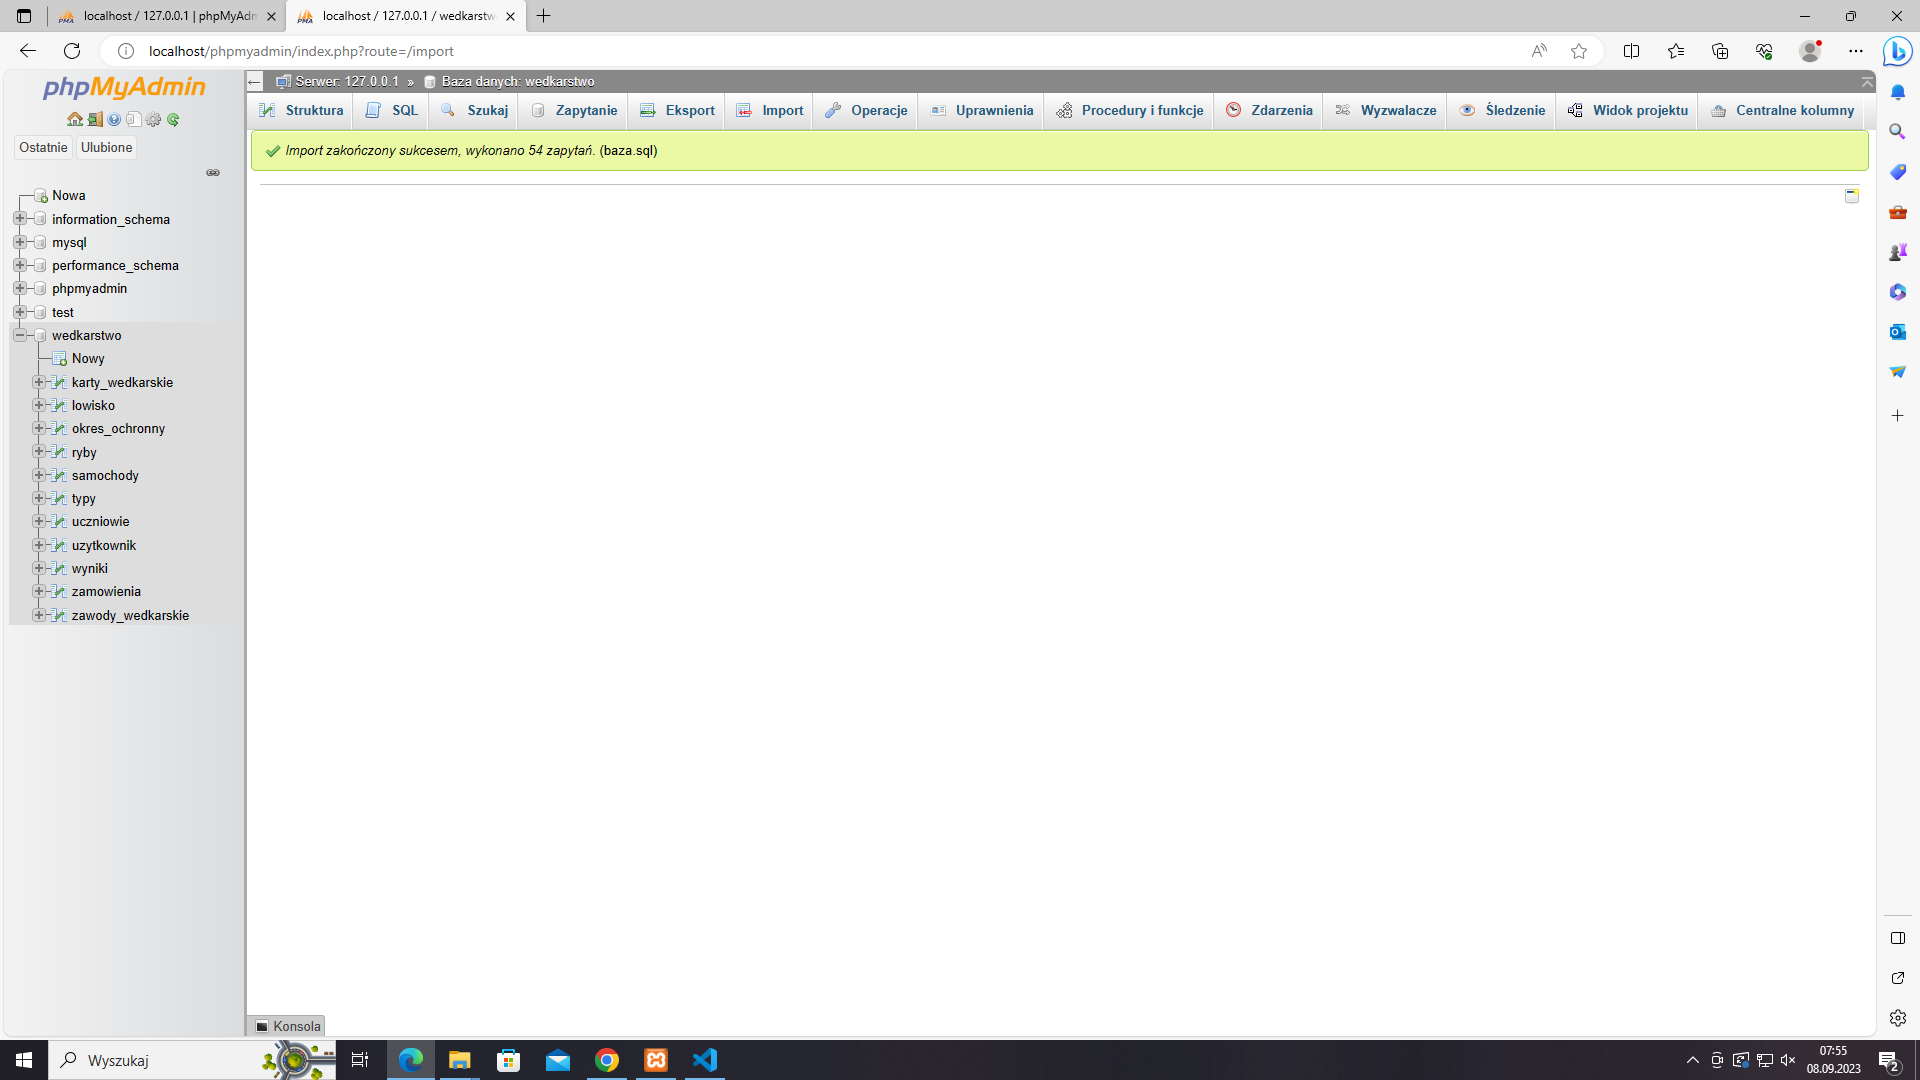 localhost / 127.0.0.1 | phpMyAdm
localhost / 127.0.0.1 / wedkarstw
localhost/phpmyadmin/index.php?route=/import
phpMyAdmin
Ostatnie
Ulubione
Nowa
information_schema
mysql
performance_schema
phpmyadmin
test
wedkarstwo
Nowy
karty_wedkarskie
lowisko
okres_ochronny
ryby
samochody
typy
uczniowie
uzytkownik
wyniki
zamowienia
zawody_wedkarskie
Serwer: 127.0.0.1 » Baza danych: wedkarstwo
Struktura SQL Szukaj Zapytanie Eksport Import Operacje Uprawnienia Procedury i funkcje Zdarzenia Wyzwalacze Śledzenie Widok projektu Centralne kolumny
Import zakończony sukcesem, wykonano 54 zapytań. (baza.sql)
Konsola
Wyszukaj
07:55
08.09.2023
2